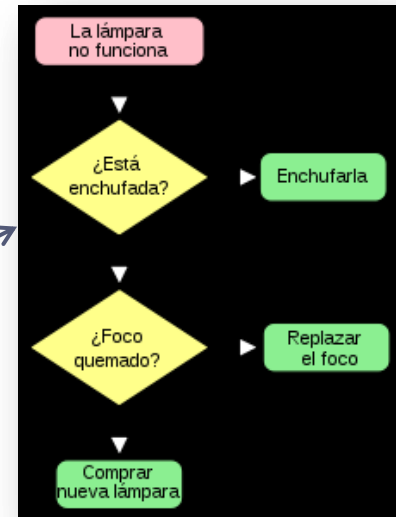 La lámpara
no funciona
¿Está
enchufada?
Enchufarla
¿Foco
quemado?
Replazar
el foco
Comprar
nueva lámpara